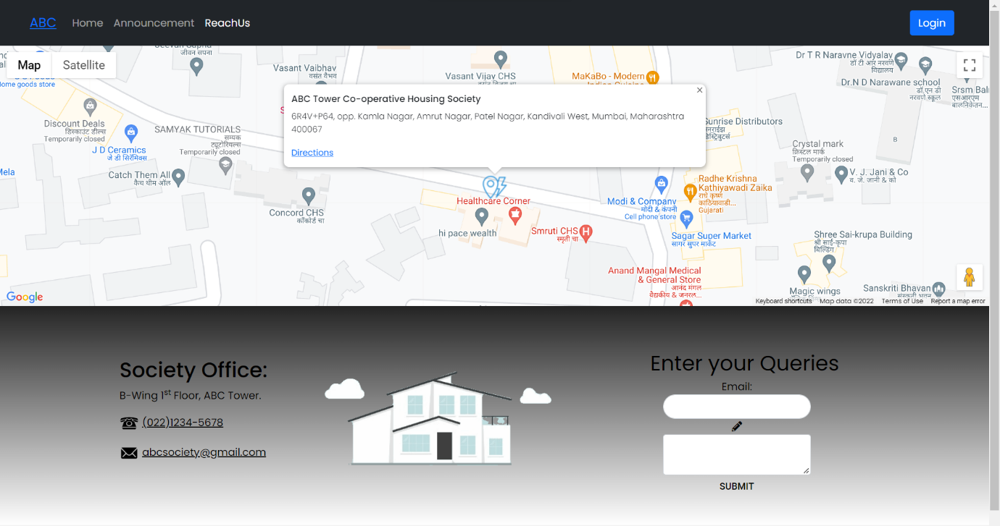 ABC Home Announcement ReachUs Login
Map Satellite
जीवन सपना
Home goods store
Vasant Vaibhav
वसंत वैभव
Vasant Vijay CHS
MaKaBo - Modern
Indian Cuisine
Dr T R Naravne Vidyalay
डॉ टी आर नरवणे
विद्यालय
Dr.N D Narawane school
डॉ.एन डी
नरवणे स्कूल
Srsm Bal
एसआरएम
बालनिकेतन...
ABC Tower Co-operative Housing Society
6R4V+P64, opp. Kamla Nagar, Amrut Nagar, Patel Nagar, Kandivali West, Mumbai, Maharashtra
400067
Directions
Discount Deals
डिस्काउंट डील्स
Temporarily closed
SAMYAK TUTORIALS
सम्यक
ट्यूटोरियल्स
Temporarily closed
J D Ceramics
जे डी सिरॅमिक्स
Mela
Catch Them All
कैच थीम ऑल
Concord CHS
काँकोर्ड चा
Sunrise Distributors
सनराईझ
डिस्ट्रिबुटर्स
Crystal mark
क्रिस्टल मार्क
Temporarily closed
B
V. J. Jani & Co
व. जे. जानी & को
Healthcare Corner
hi pace wealth
Smruti CHS
स्मृती चा
Modi & Company
मोदी & कंपनी
Cell phone store
Radhe Krishna
Kathiyawadi Zaika
राधे कृष्ण
काठियावाडी...
Gujarati
Sagar Super Market
सागर सुपर मार्केट
Shree Sai-krupa Building
श्री साई-कृपा
बिल्डिंग
Anand Mangal Medical
& General Store
आनंद मंगल
वैद्यकीय & जनरल...
Magic wings
Sanskriti Bhavan
संस्कृती भवन
Google
Keyboard shortcuts Map data ©2022 Terms of Use Report a map error
Society Office:
B-Wing 1st Floor, ABC Tower.
(022)1234-5678
abcsociety@gmail.com
Enter your Queries
Email:
SUBMIT